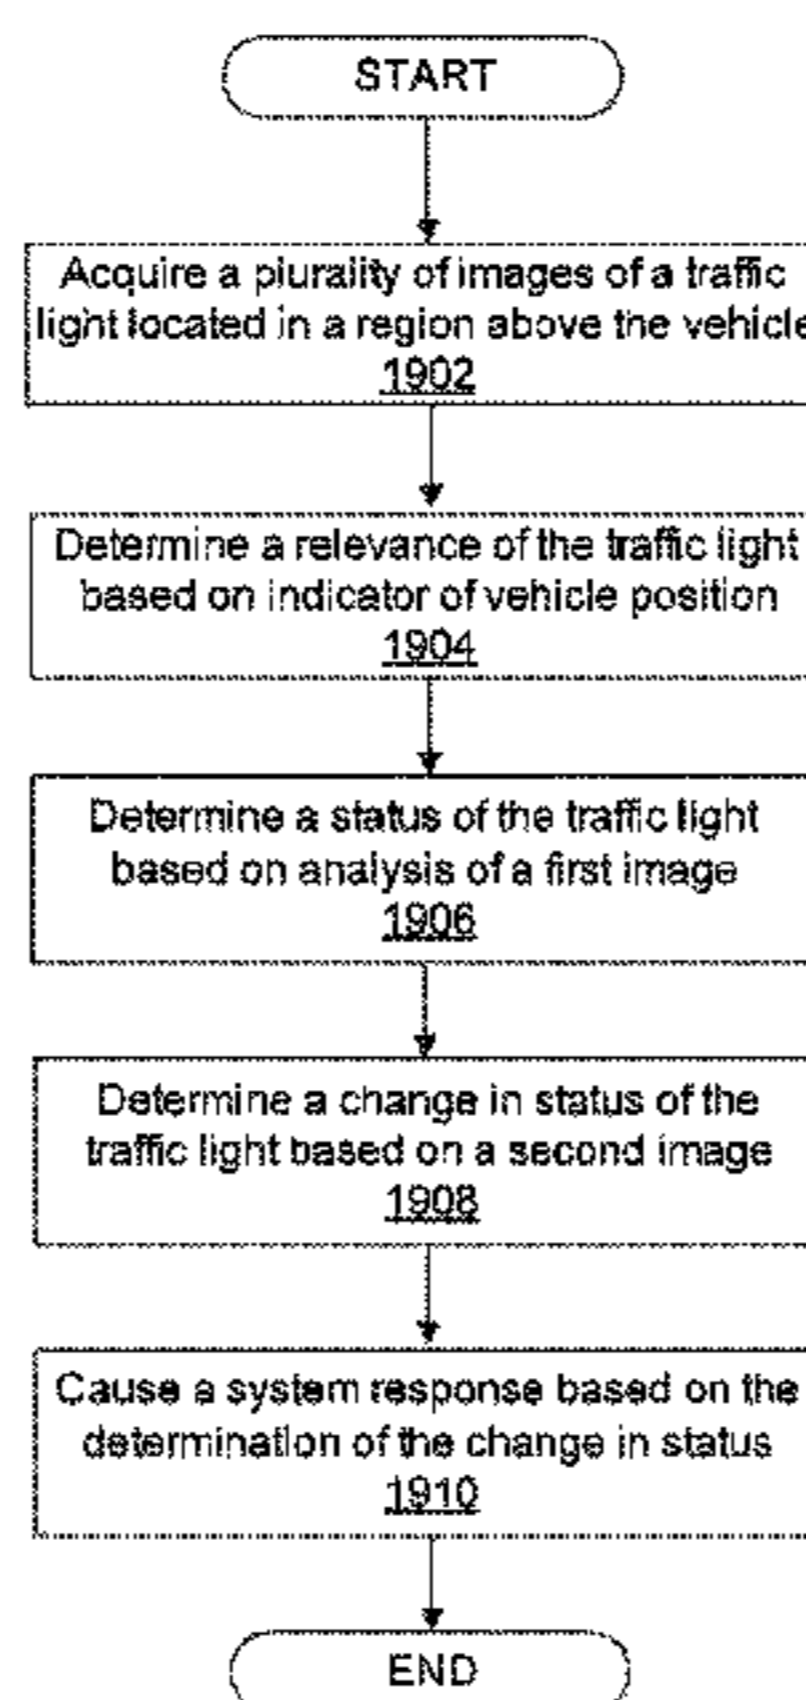 START
Acquire a plurality of images of a traffic
light located in a region above the vehicle
1902
Determine a relevance of the traffic light
based on indicator of vehicle position
1904
Determine a status of the traffic light
based on analysis of a first image
1906
Determine a change in status of the
traffic light based on a second image
1908
Cause a system response based on the
determination of the change in status
1910
END